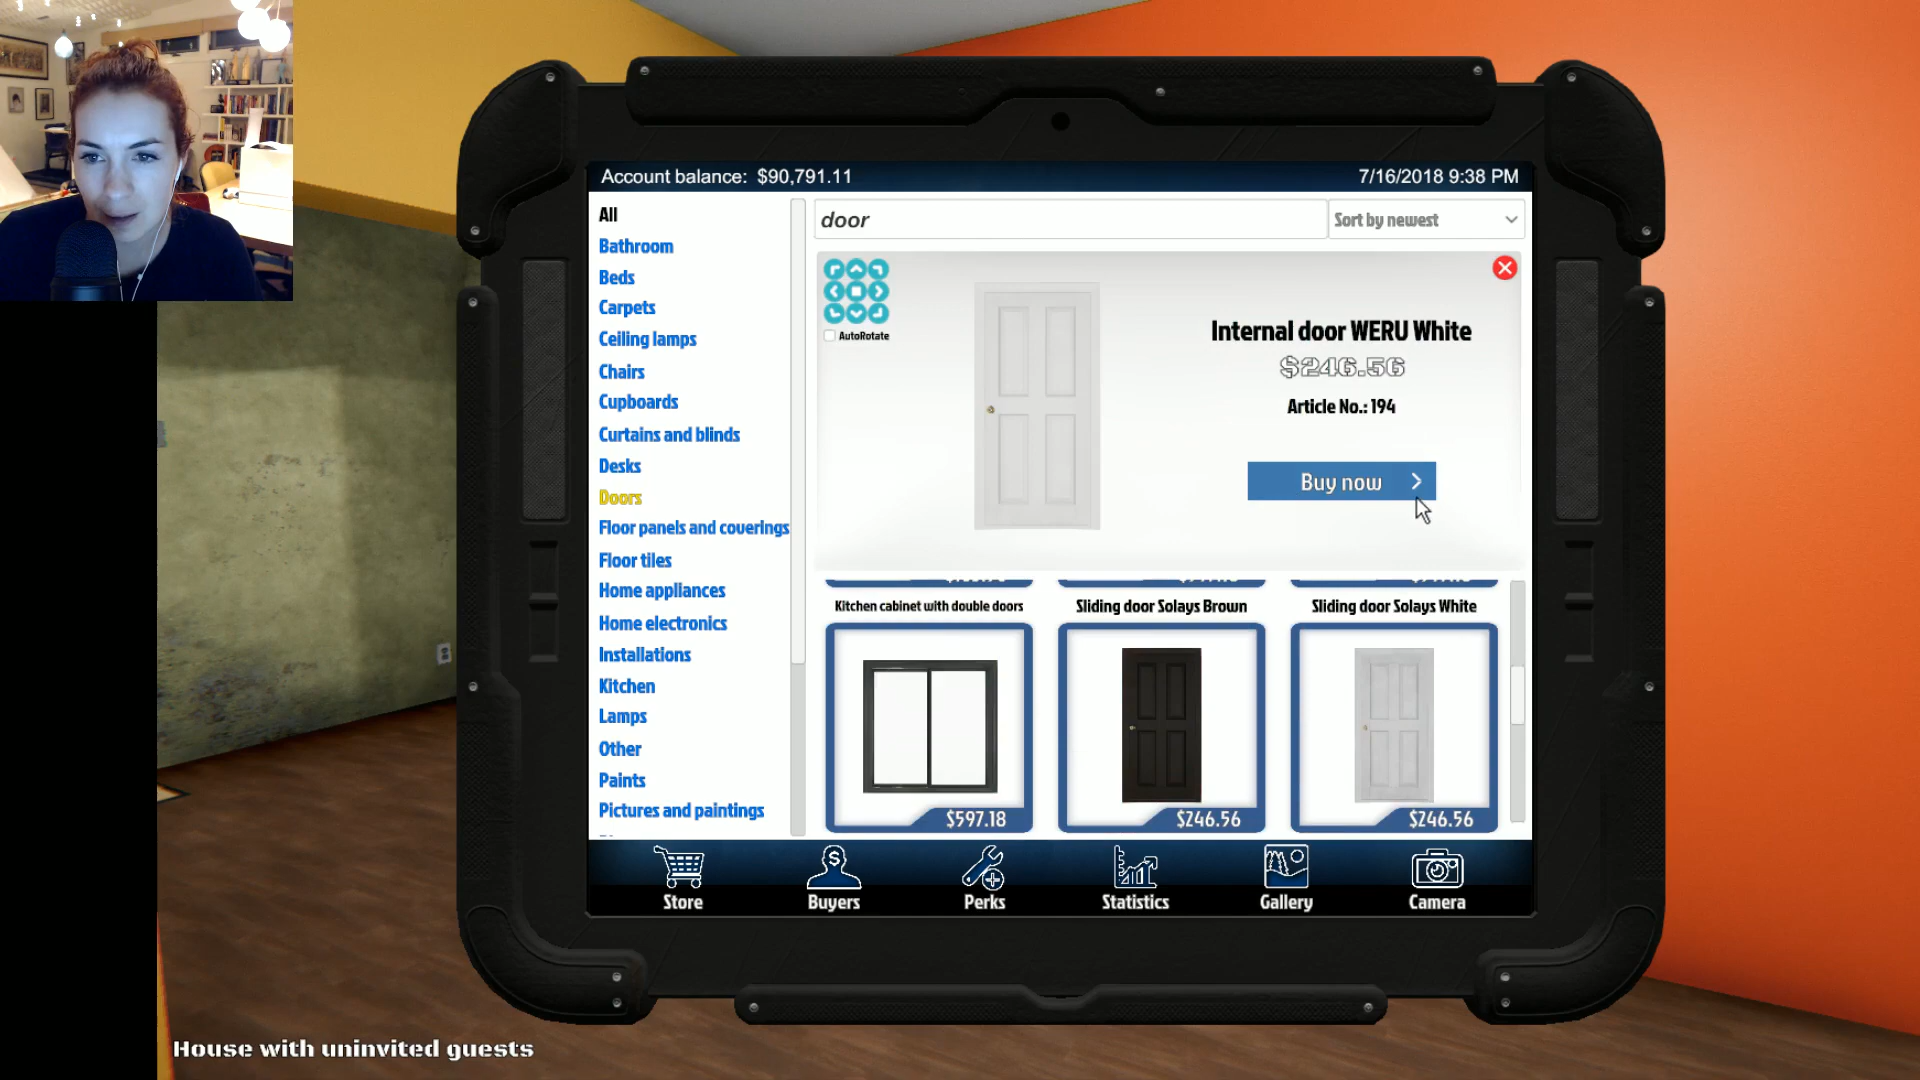 Account balance: $90,791.11
7/16/2018 9:38 PM
All
Bathroom
Beds
Carpets
Ceiling lamps
Chairs
Cupboards
Curtains and blinds
Desks
Doors
Floor panels and coverings
Floor tiles
Home appliances
Home electronics
Installations
Kitchen
Lamps
Other
Paints
Pictures and paintings
door
Sort by newest
AutoRotate
Internal door WERU White
$246.56
Article No.: 194
Buy now
Kitchen cabinet with double doors
Sliding door Solays Brown
Sliding door Solays White
$597.18
$246.56
$246.56
Store
Buyers
Perks
Statistics
Gallery
Camera
House with uninvited guests